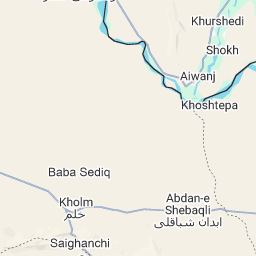 Khurshedi
Shokh
Aiwanj
Khoshtepa
Baba Sediq
Kholm
خلم
Abdan-e
Shebaqli
ابدان شباقلی
Saighanchi